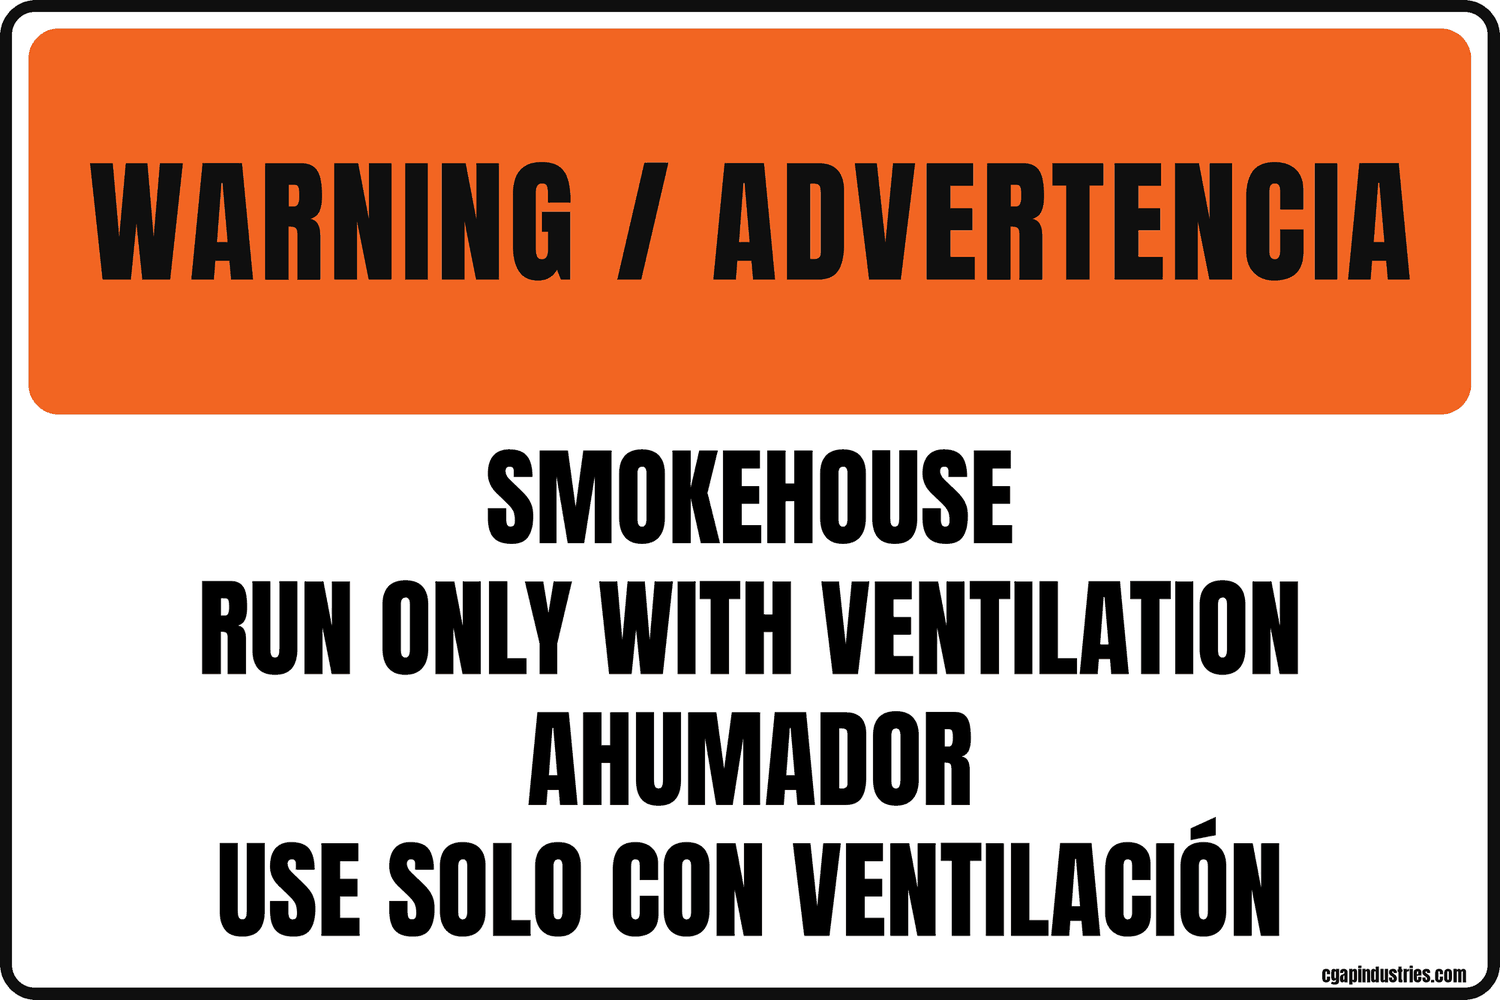 WARNING / ADVERTENCIA
SMOKEHOUSE
RUN ONLY WITH VENTILATION
AHUMADOR
USE SOLO CON VENTILACIÓN
cgapindustries.com